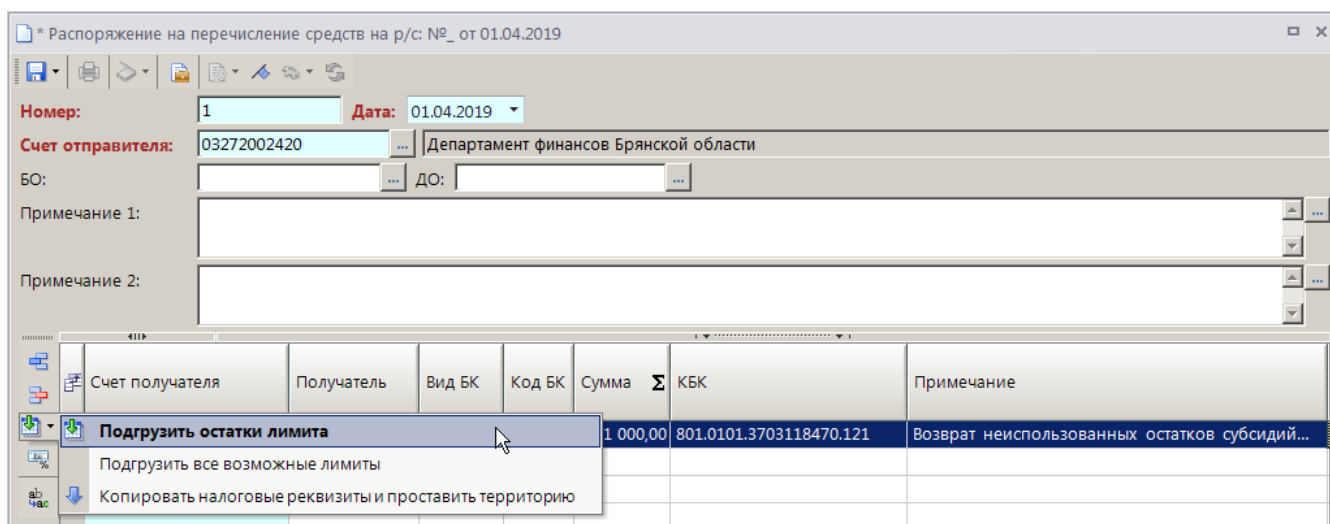 * Распоряжение на перечисление средств на р/с: №_ от 01.04.2019
Номер: 1 Дата: 01.04.2019
Счет отправителя: 03272002420 ... Департамент финансов Брянской области
БО: ... ДО: ...
Примечание 1: ...
Примечание 2: ...
Счет получателя Получатель Вид БК Код БК Сумма Σ КБК Примечание
Подгрузить остатки лимита 1 000,00 801.0101.3703118470.121 Возврат неиспользованных остатков субсидий...
Подгрузить все возможные лимиты
Копировать налоговые реквизиты и проставить территорию